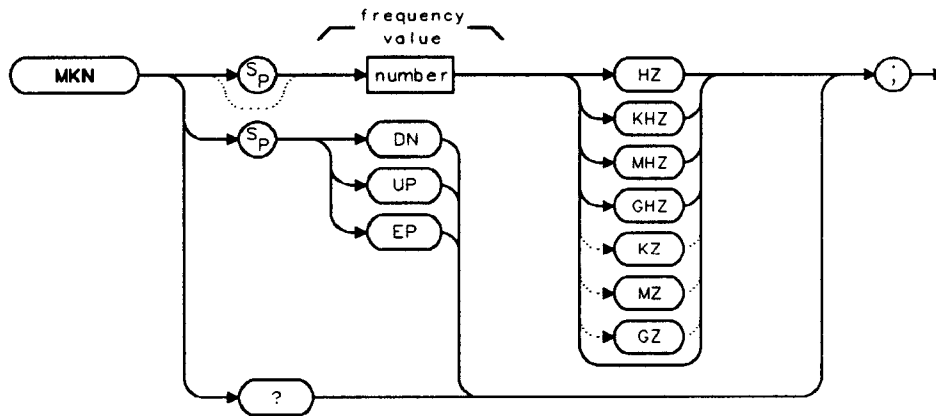 frequency
value
MKN
SP
number
HZ
;
KHZ
SP
DN
MHZ
UP
GHZ
EP
KZ
MZ
GZ
?